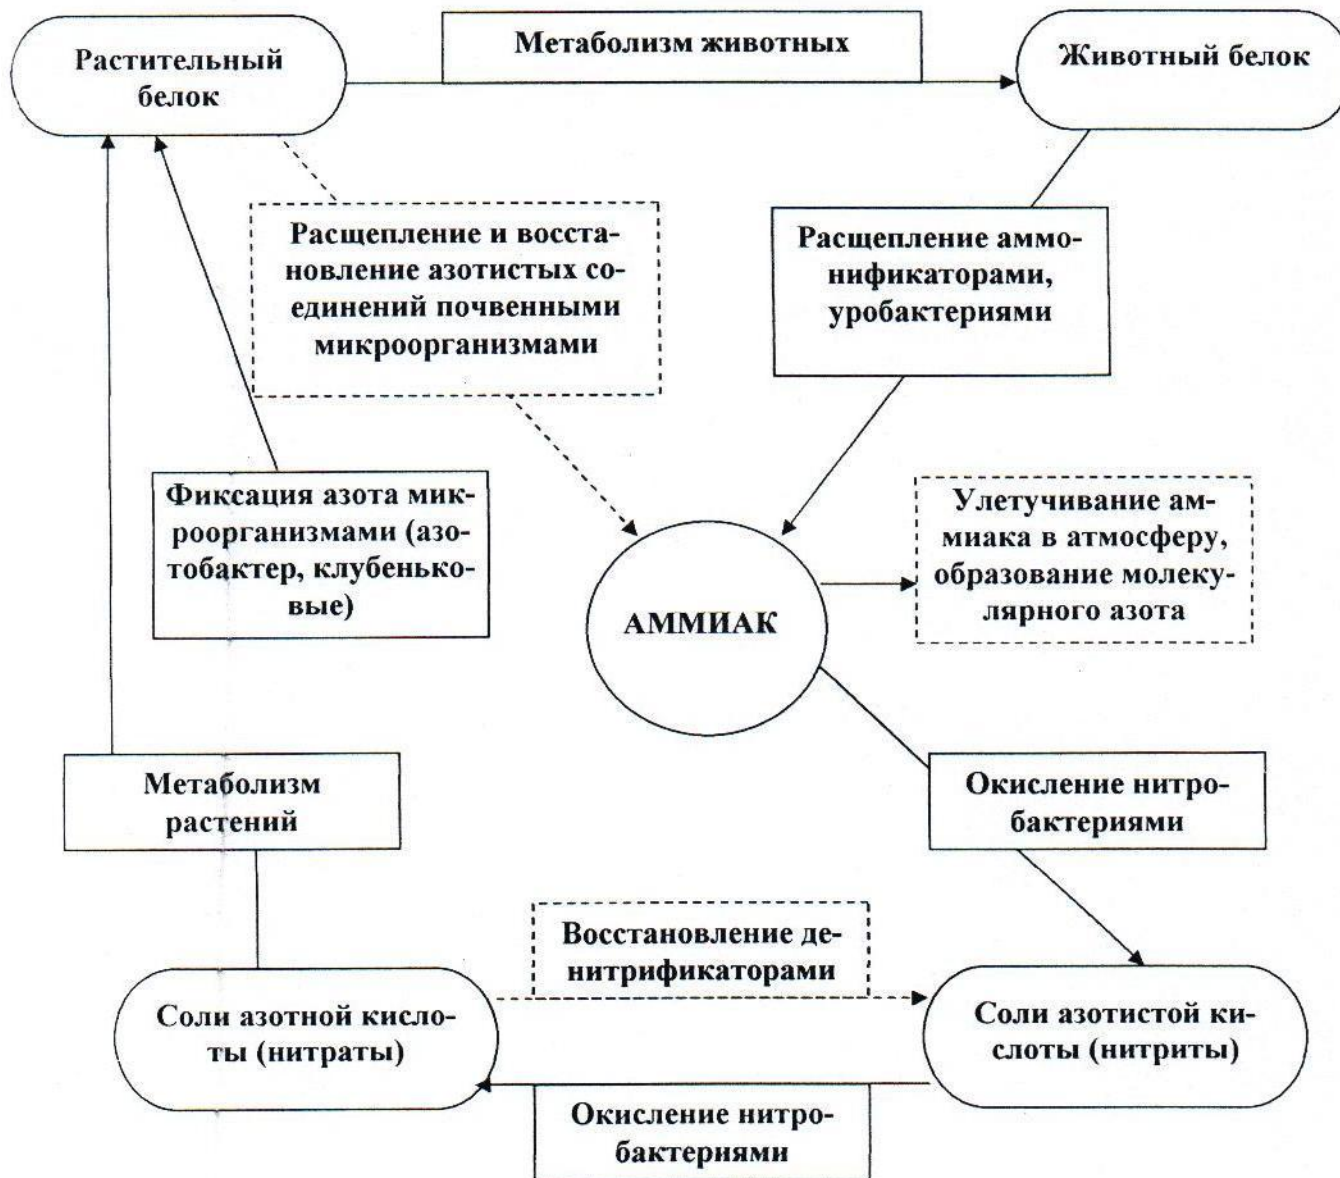 Растительный
белок
Метаболизм животных
Животный белок
Расщепление и восста-
новление азотистых со-
единений почвенными
микроорганизмами
Расщепление аммо-
нификаторами,
уробактериями
Фиксация азота мик-
роорганизмами (азо-
тобактер, клубенько-
вые)
АММИАК
Улетучивание ам-
миака в атмосферу,
образование молеку-
лярного азота
Метаболизм
растений
Окисление нитро-
бактериями
Восстановление де-
нитрификаторами
Соли азотной кисло-
ты (нитраты)
Соли азотистой ки-
слоты (нитриты)
Окисление нитро-
бактериями